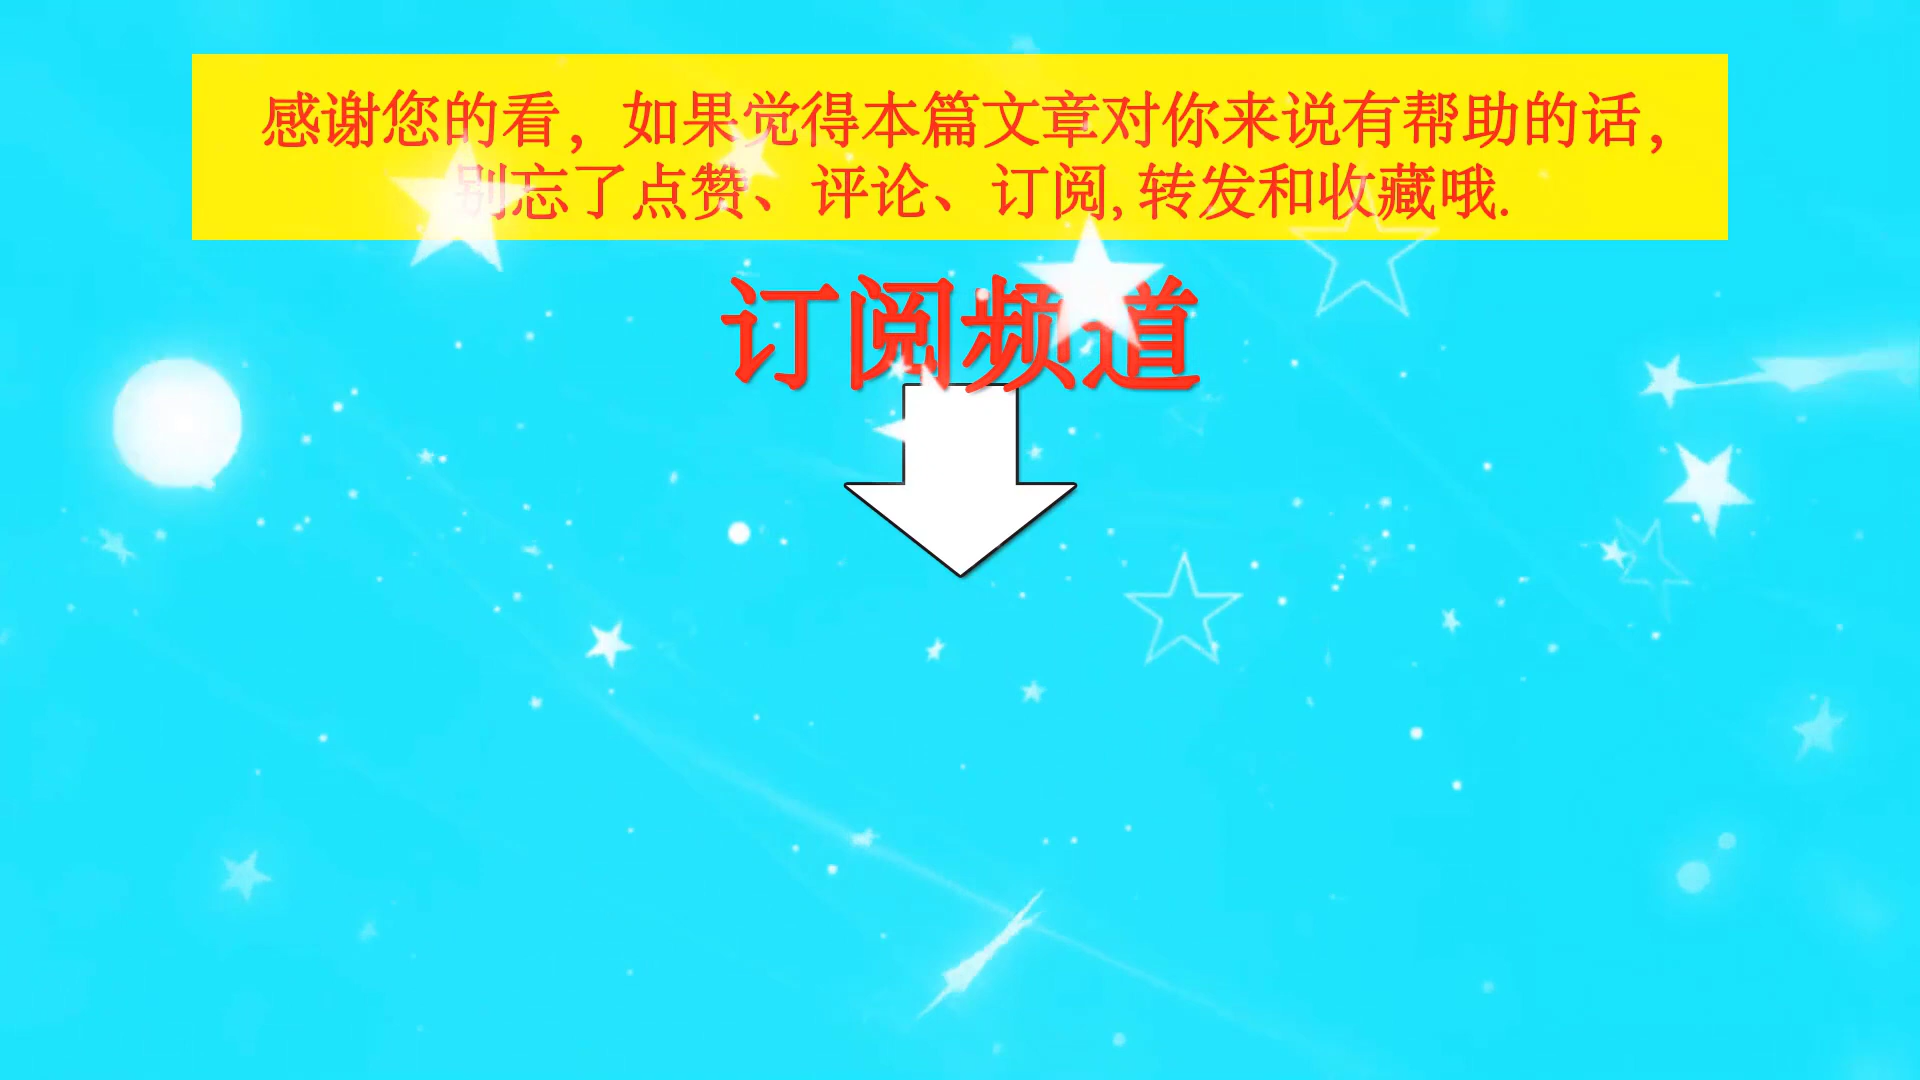 感谢您的看，如果觉得本篇文章对你来说有帮助的话，
别忘了点赞、评论、订阅,转发和收藏哦.
订阅频道